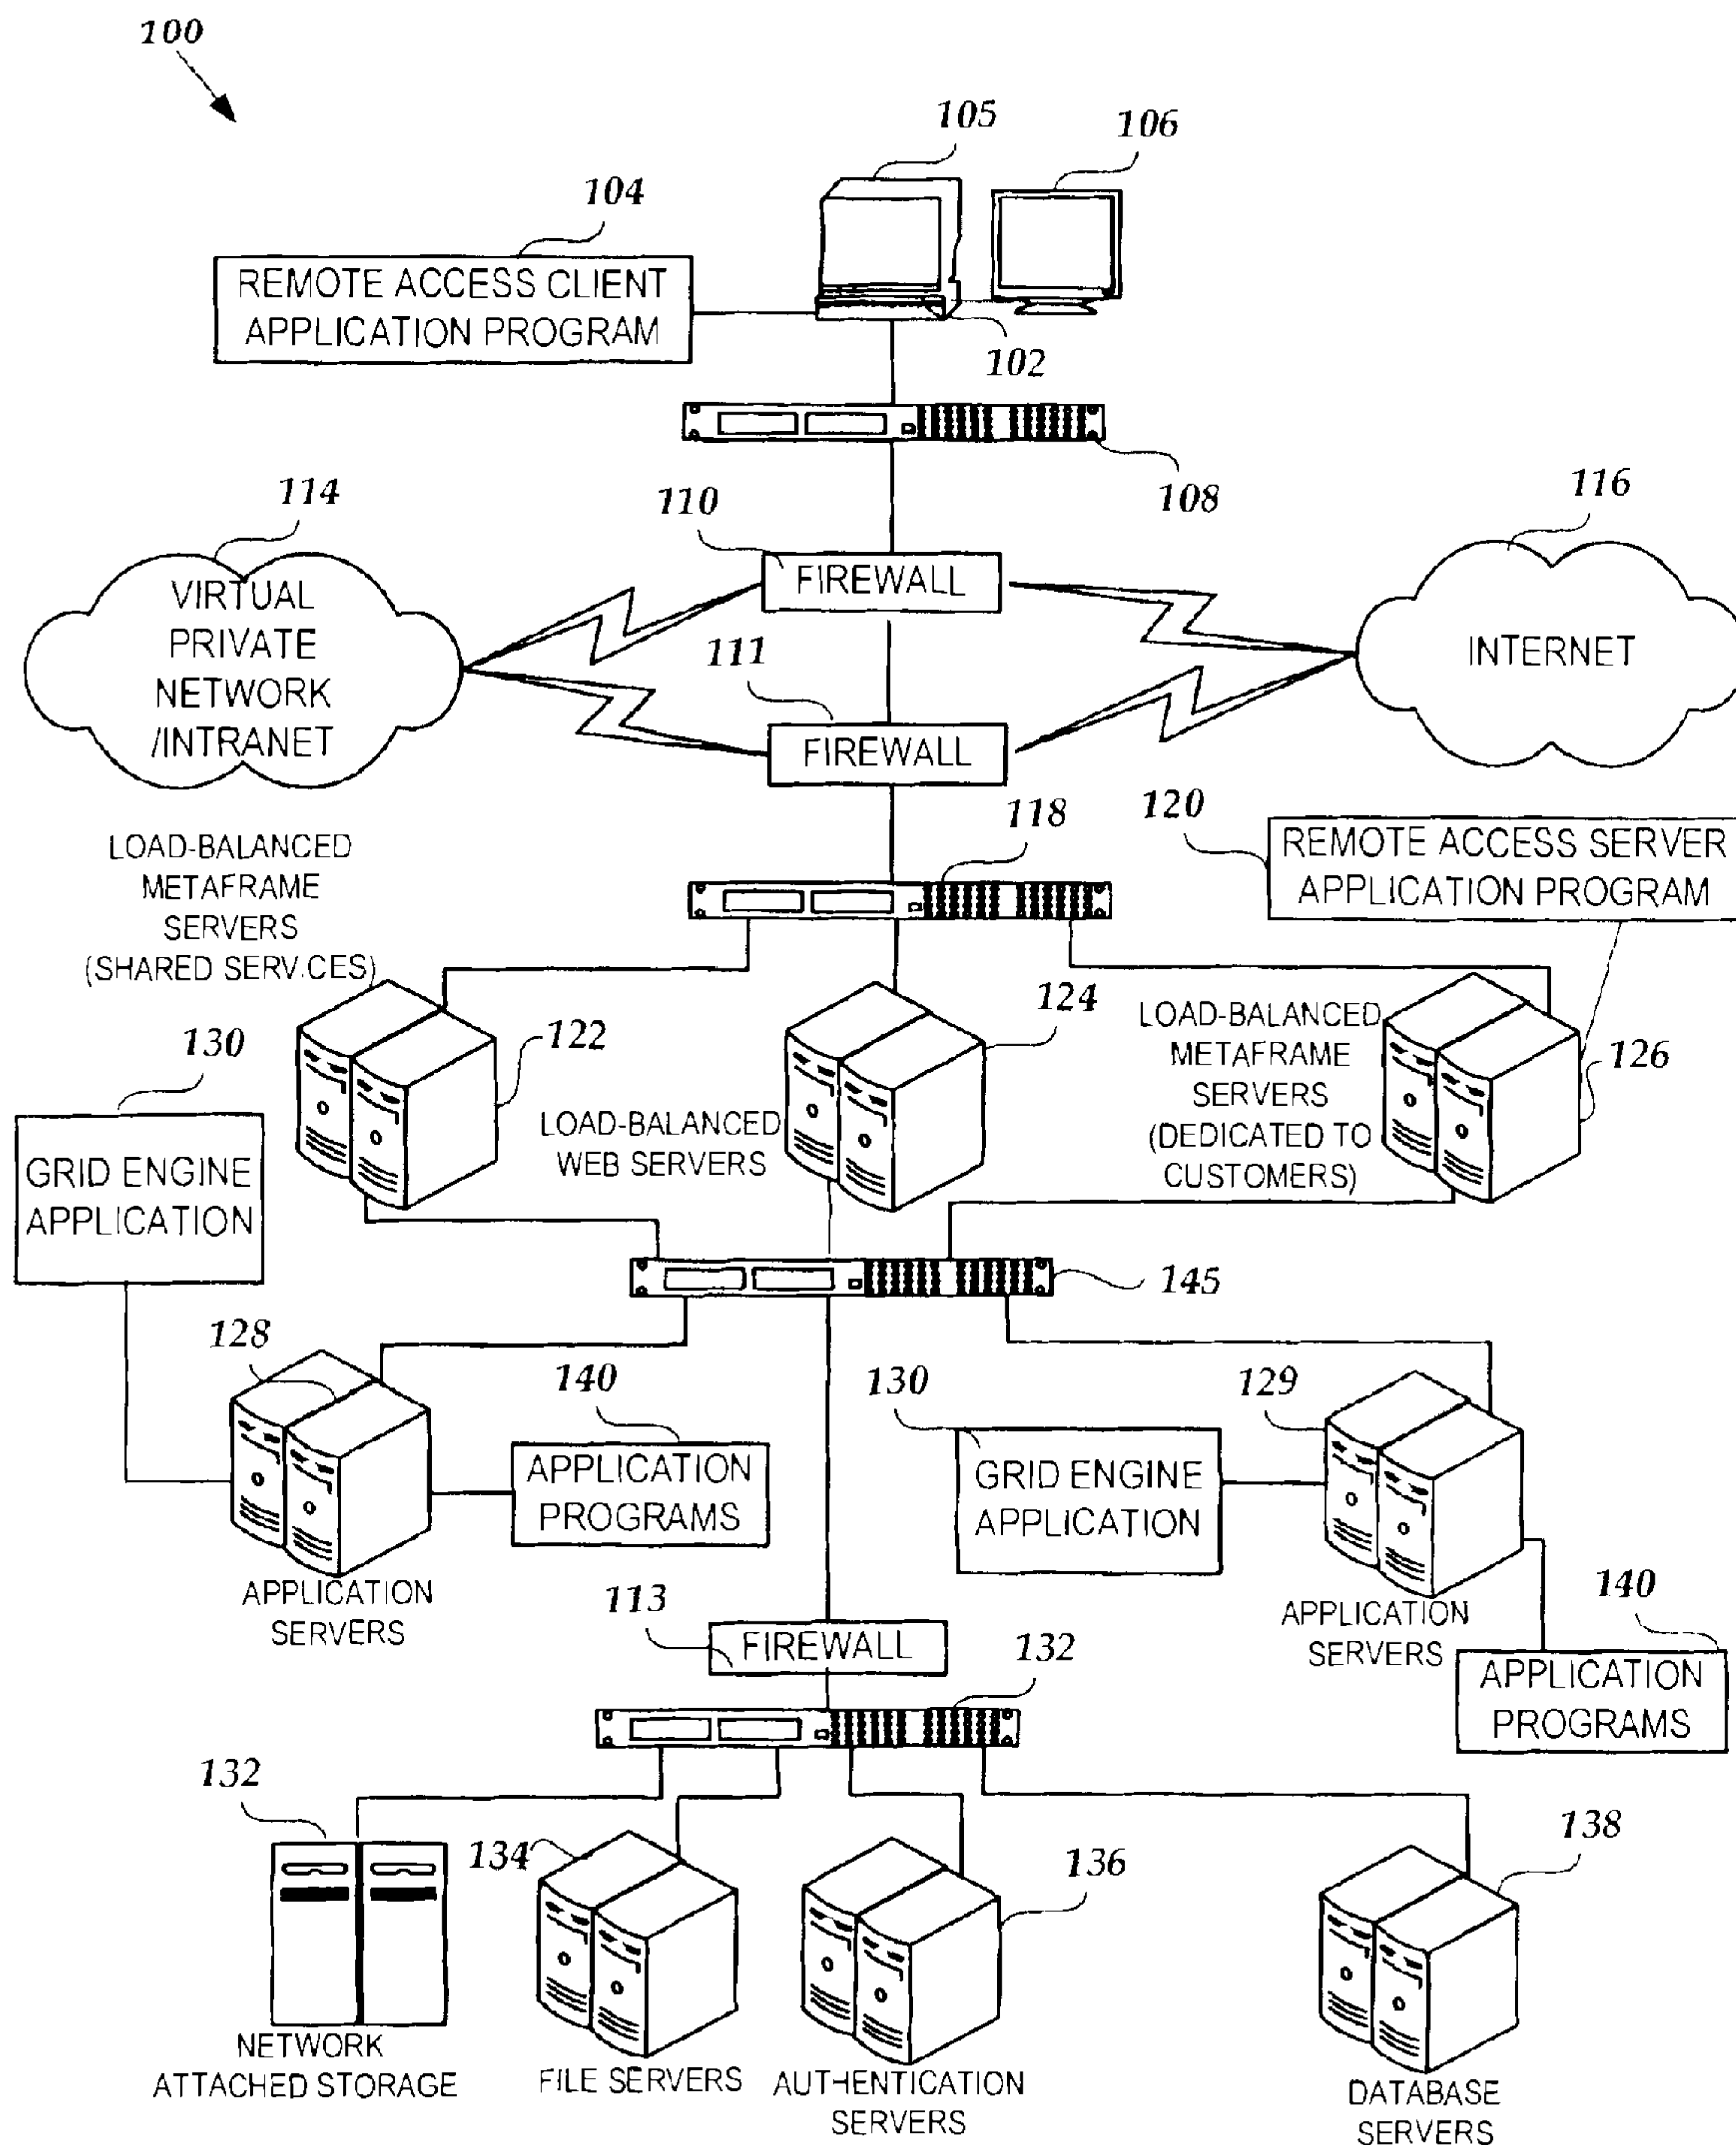 100
105
106
104
REMOTE ACCESS CLIENT
APPLICATION PROGRAM
102
108
114
110
116
VIRTUAL
PRIVATE
NETWORK
/INTRANET
FIREWALL
INTERNET
111
FIREWALL
118
120
LOAD-BALANCED
METAFRAME
SERVERS
(SHARED SERVICES)
REMOTE ACCESS SERVER
APPLICATION PROGRAM
122
124
126
LOAD-BALANCED
WEB SERVERS
LOAD-BALANCED
METAFRAME
SERVERS
(DEDICATED TO
CUSTOMERS)
130
GRID ENGINE
APPLICATION
145
128
140
APPLICATION
PROGRAMS
130
GRID ENGINE
APPLICATION
129
APPLICATION
SERVERS
APPLICATION
SERVERS
140
APPLICATION
PROGRAMS
113
FIREWALL
132
132
134
136
138
NETWORK
ATTACHED STORAGE
FILE SERVERS
AUTHENTICATION
SERVERS
DATABASE
SERVERS